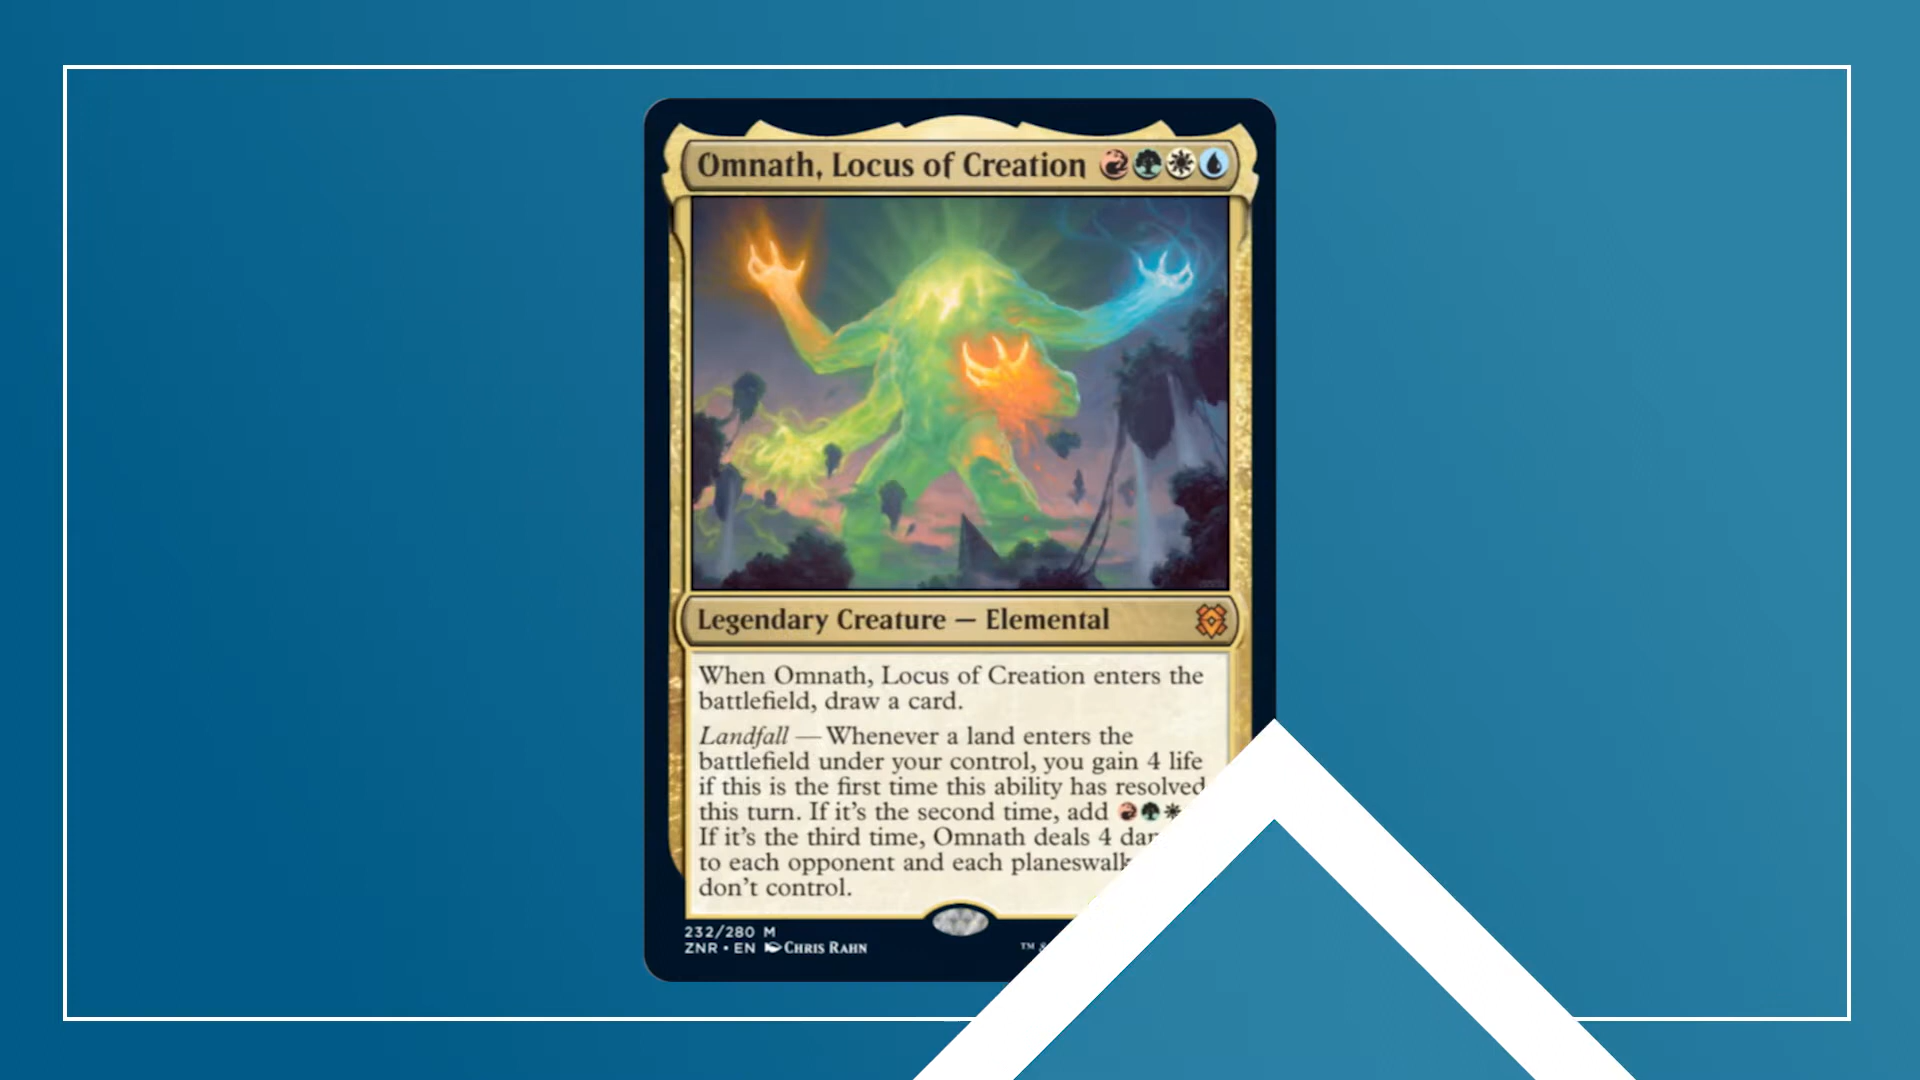 Omnath, Locus of Creation
Legendary Creature — Elemental
When Omnath, Locus of Creation enters the
battlefield, draw a card.
Landfall — Whenever a land enters the
battlefield under your control, you gain 4 life
if this is the first time this ability has resolved
this turn. If it's the second time, add
If it's the third time, Omnath deals 4
to each opponent and each
don't control.
232/280 M
ZNR • EN Chris Rahn
™